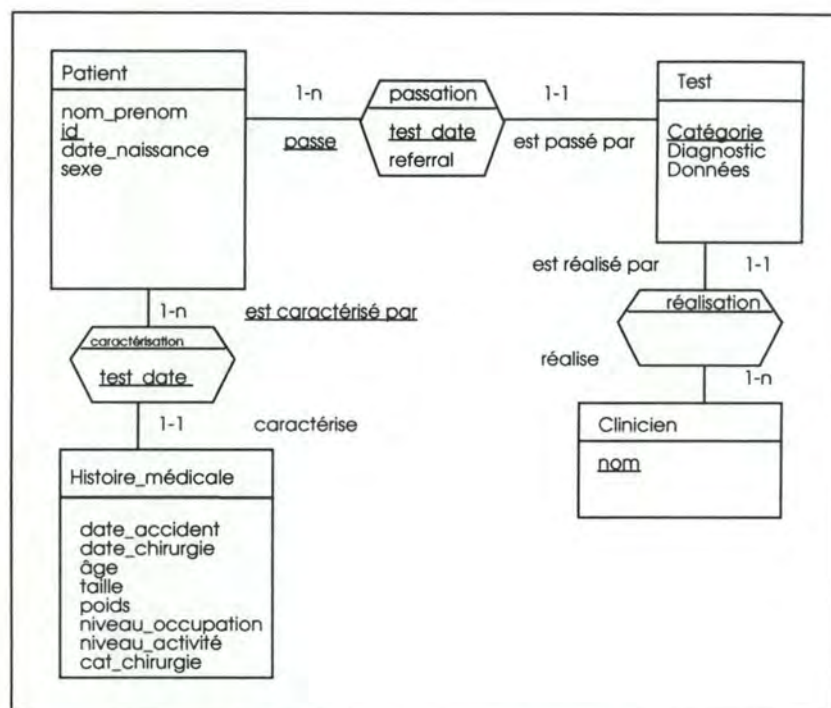 Patient
nom_prenom
id
date_naissance
sexe
1-n
passe
passation
test_date
referral
1-1
est passé par
Test
Catégorie
Diagnostic
Données
est réalisé par
1-1
réalisation
réalise
1-n
Clinicien
nom
1-n
est caractérisé par
caractérisation
test_date
1-1
caractérise
Histoire_médicale
date_accident
date_chirurgie
âge
taille
poids
niveau_occupation
niveau_activité
cat_chirurgie